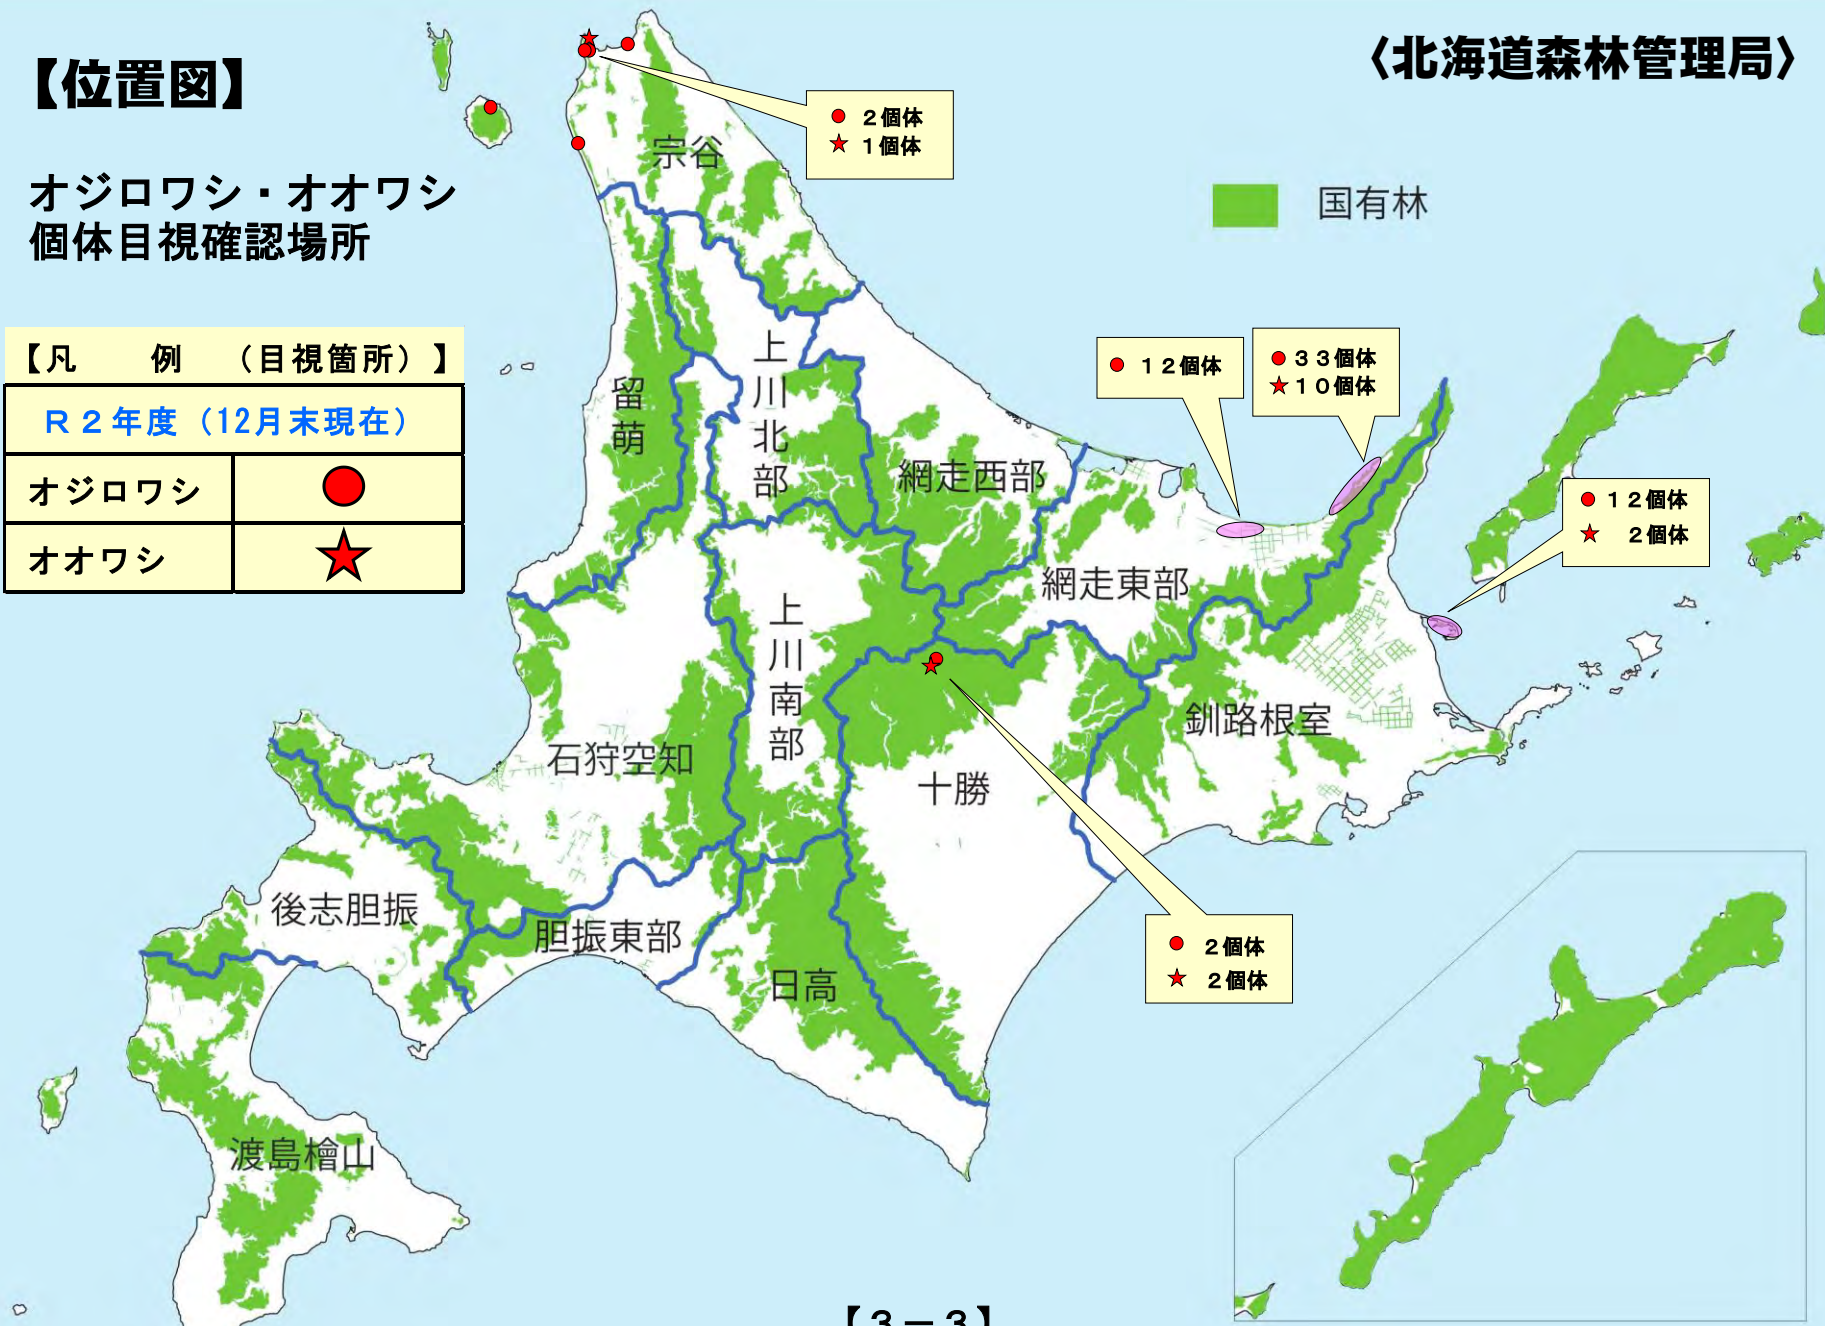 【位置図】
〈北海道森林管理局〉
オジロワシ・オオワシ
個体目視確認場所
国有林
【凡　例　（目視箇所）】
Ｒ２年度（12月末現在）
オジロワシ
オオワシ
２個体
１個体
１２個体
３３個体
１０個体
１２個体
２個体
２個体
２個体
宗谷
留萌
上川北部
網走西部
網走東部
上川南部
釧路根室
石狩空知
十勝
後志胆振
胆振東部
日高
渡島檜山
【３－３】